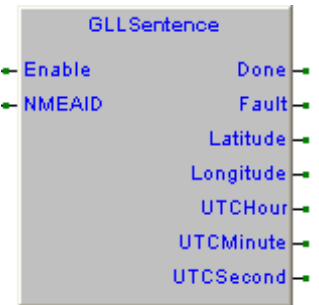 GLLSentence
Enable Done
NMEAID Fault
Latitude
Longitude
UTCHour
UTCMinute
UTCSecond